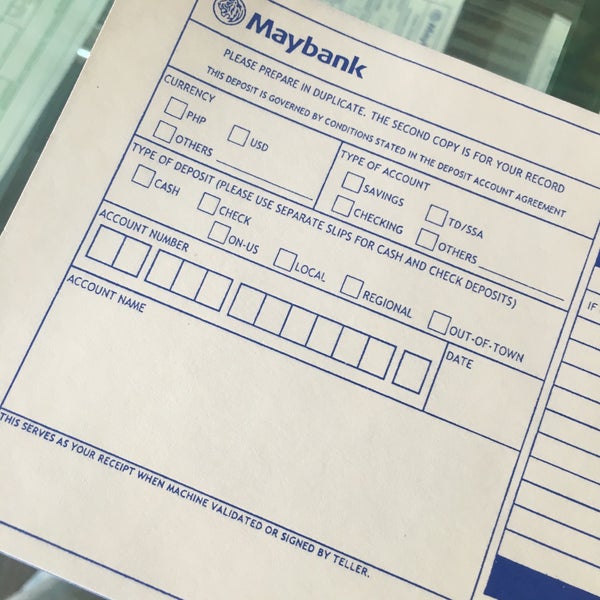 Maybank
PLEASE PREPARE IN DUPLICATE. THE SECOND COPY IS FOR YOUR RECORD
THIS DEPOSIT IS GOVERNED BY CONDITIONS STATED IN THE DEPOSIT ACCOUNT AGREEMENT
CURRENCY
PHP
USD
OTHERS
TYPE OF ACCOUNT
SAVINGS
TD/SSA
CHECKING
OTHERS
TYPE OF DEPOSIT (PLEASE USE SEPARATE SLIPS FOR CASH AND CHECK DEPOSITS)
CASH
CHECK
ON-US
LOCAL
REGIONAL
OUT-OF-TOWN
ACCOUNT NUMBER
DATE
ACCOUNT NAME
THIS SERVES AS YOUR RECEIPT WHEN MACHINE VALIDATED OR SIGNED BY TELLER.
IF